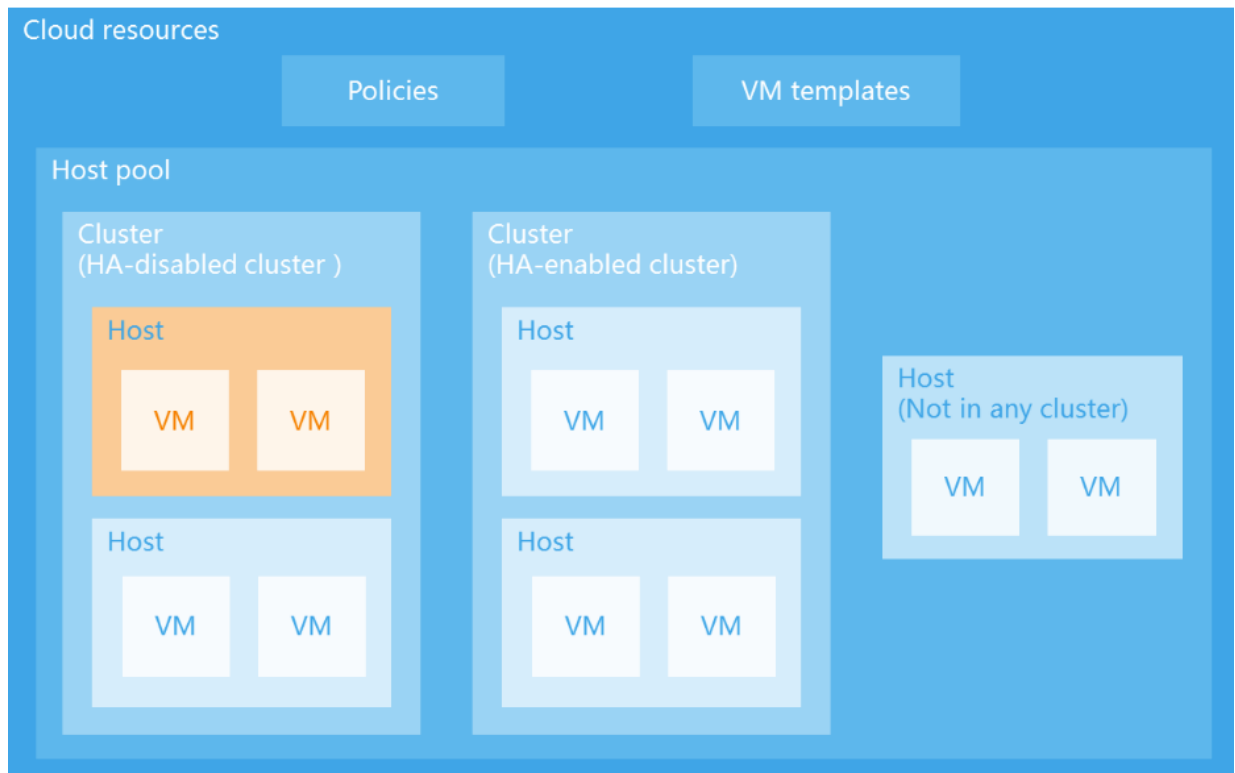 Cloud resources
Policies
VM templates
Host pool
Cluster
(HA-disabled cluster )
Host
VM
VM
Host
VM
VM
Cluster
(HA-enabled cluster)
Host
VM
VM
Host
VM
VM
Host
(Not in any cluster)
VM
VM